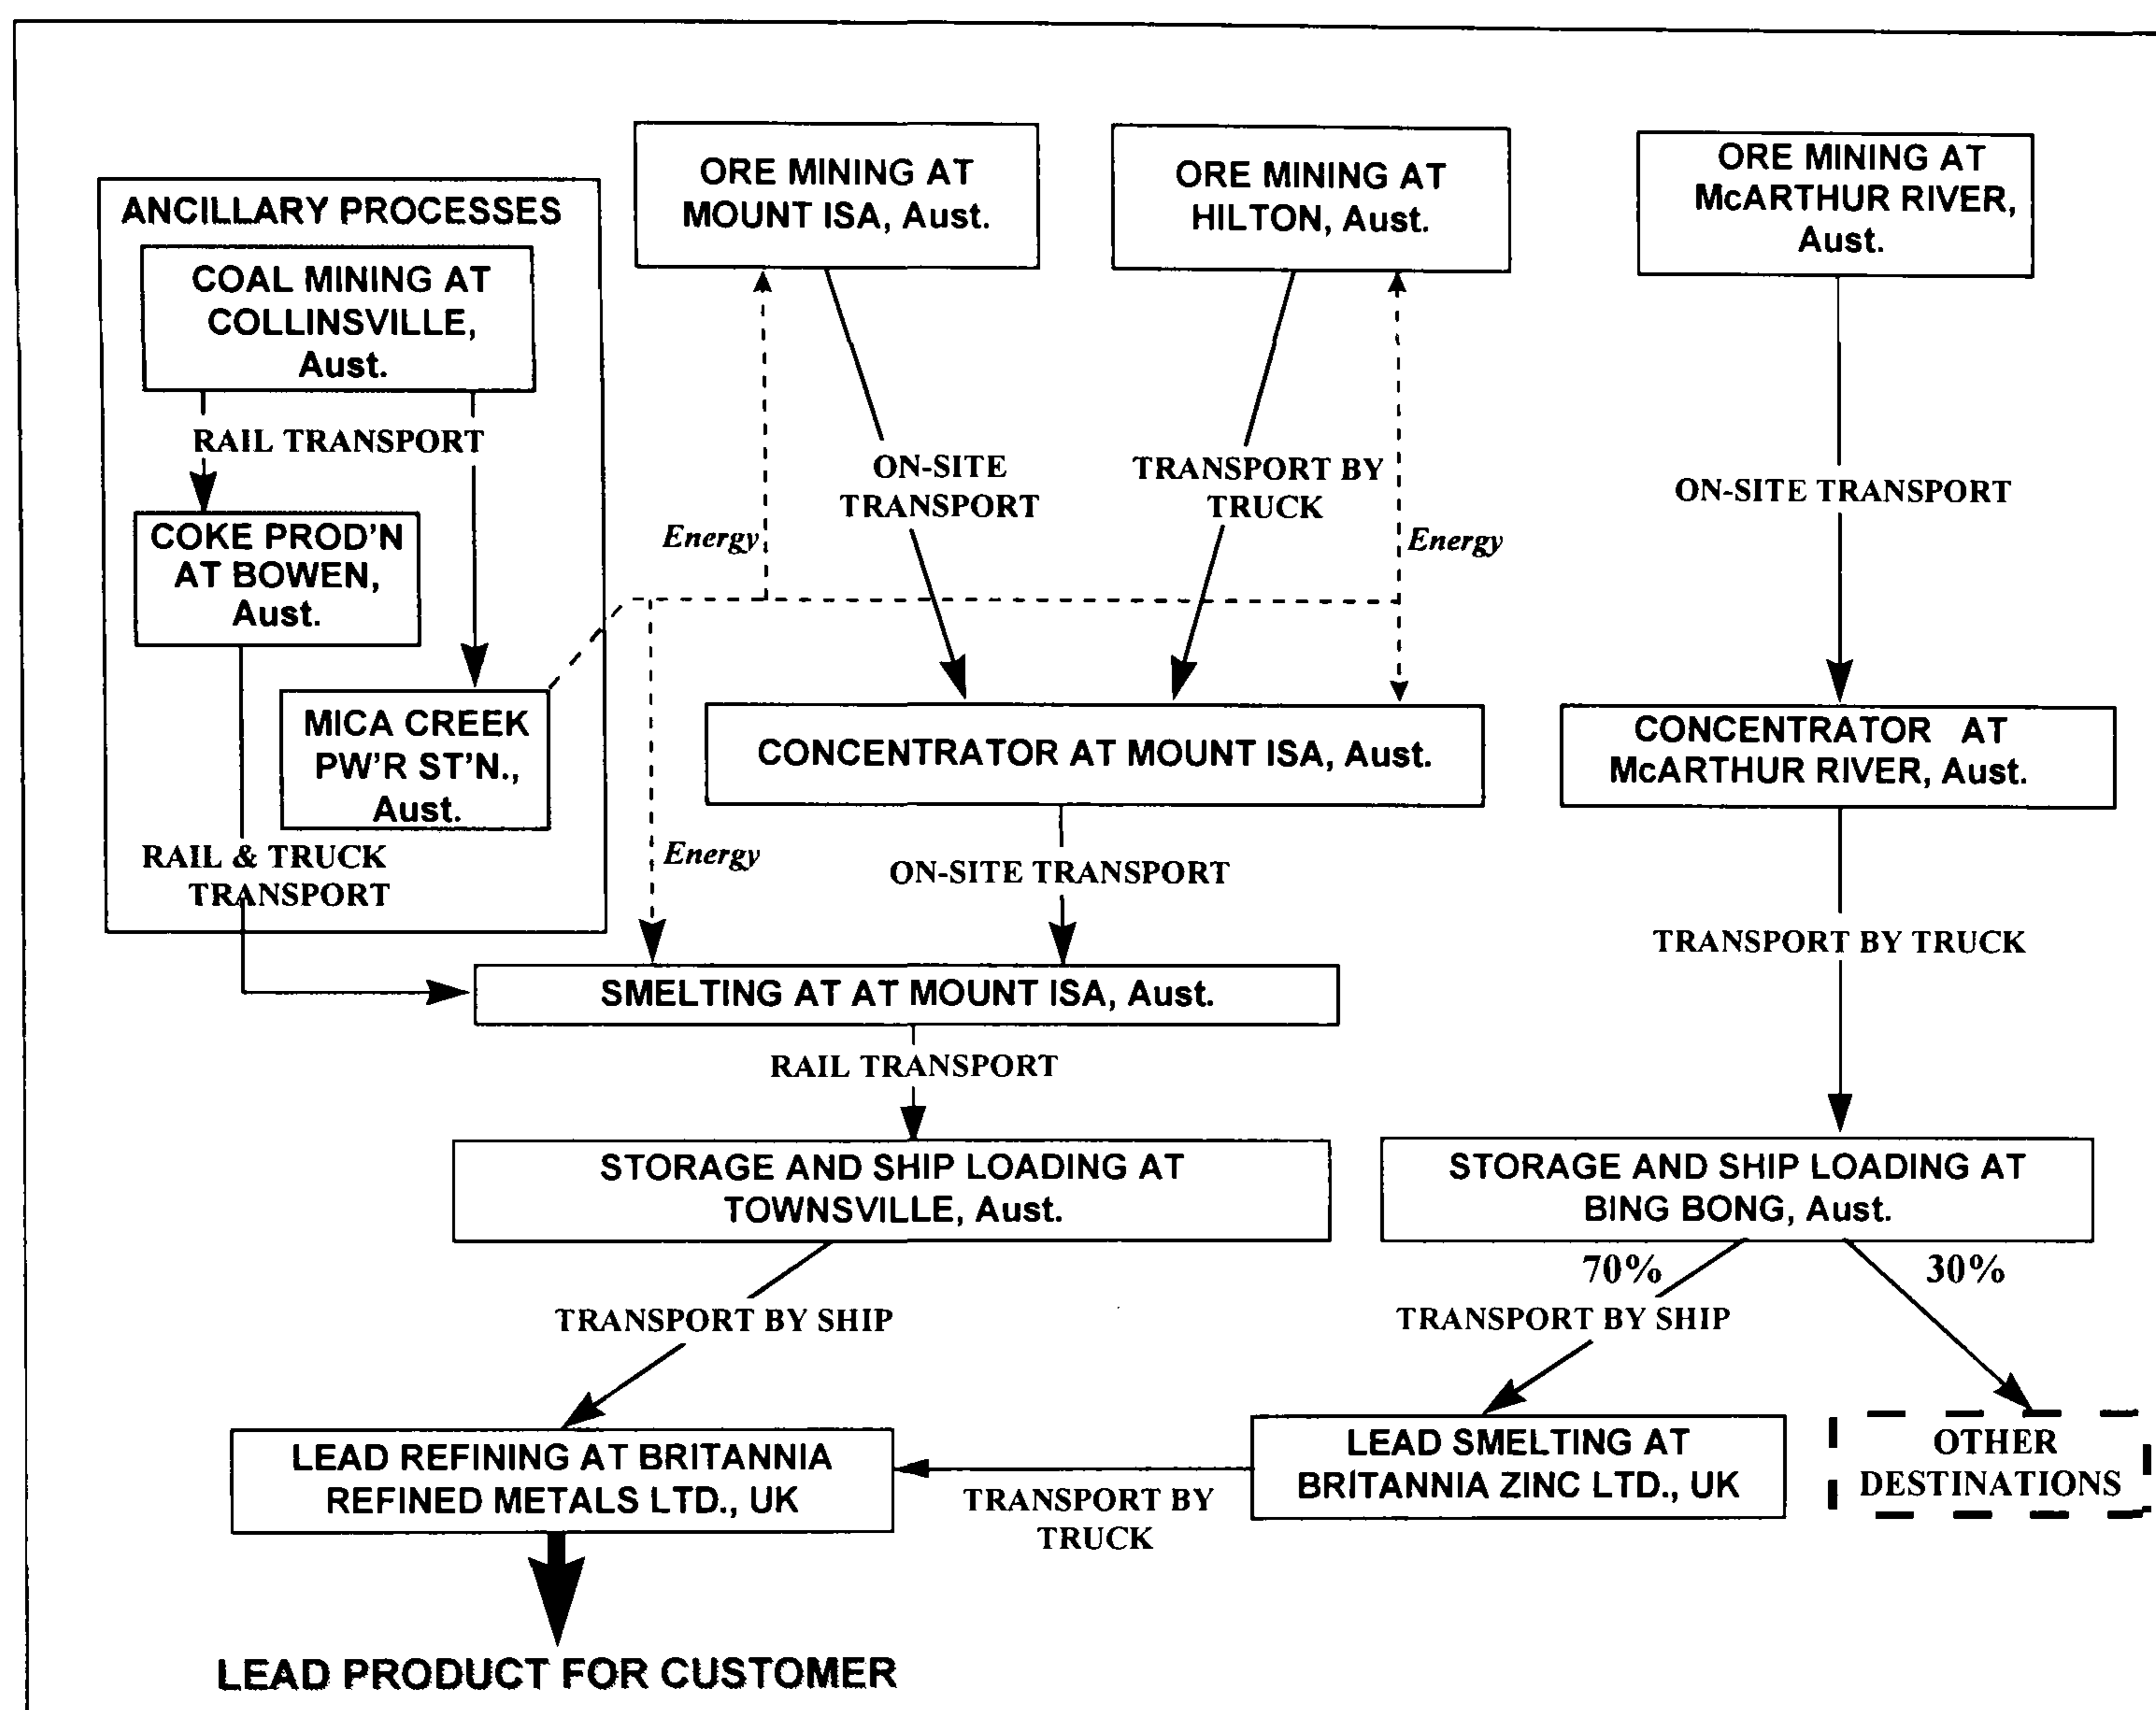 ANCILLARY PROCESSES
COAL MINING AT
COLLINSVILLE,
Aust.
RAIL TRANSPORT
COKE PROD'N
AT BOWEN,
Aust.
MICA CREEK
PW'R ST'N.,
Aust.
RAIL & TRUCK
TRANSPORT
ORE MINING AT
MOUNT ISA, Aust.
ORE MINING AT
HILTON, Aust.
ORE MINING AT
McARTHUR RIVER,
Aust.
ON-SITE
TRANSPORT
TRANSPORT BY
TRUCK
ON-SITE TRANSPORT
Energy
Energy
CONCENTRATOR AT MOUNT ISA, Aust.
CONCENTRATOR AT
McARTHUR RIVER, Aust.
Energy
ON-SITE TRANSPORT
TRANSPORT BY TRUCK
SMELTING AT AT MOUNT ISA, Aust.
RAIL TRANSPORT
STORAGE AND SHIP LOADING AT
TOWNSVILLE, Aust.
STORAGE AND SHIP LOADING AT
BING BONG, Aust.
70%
30%
TRANSPORT BY SHIP
TRANSPORT BY SHIP
LEAD REFINING AT BRITANNIA
REFINED METALS LTD., UK
TRANSPORT BY
TRUCK
LEAD SMELTING AT
BRITANNIA ZINC LTD., UK
OTHER
DESTINATIONS
LEAD PRODUCT FOR CUSTOMER